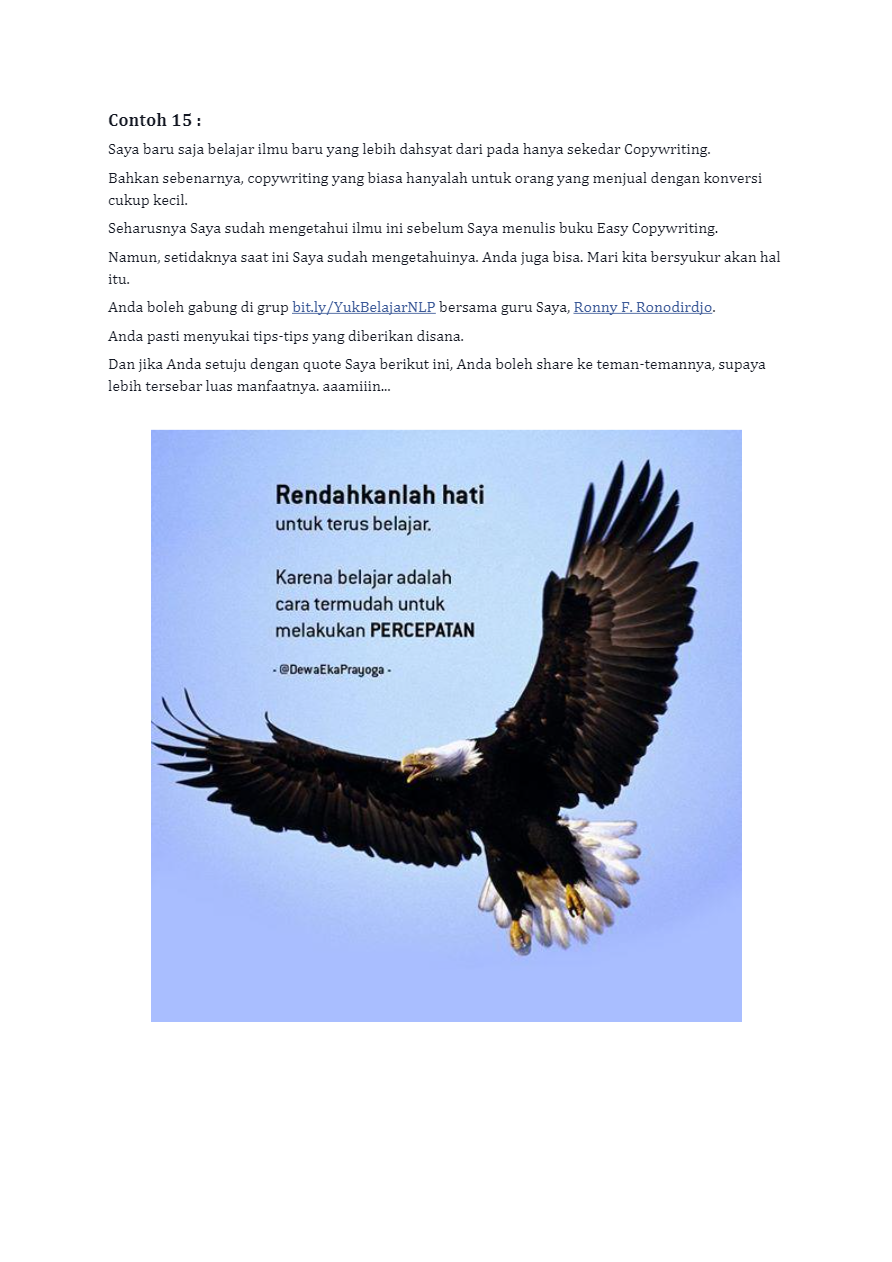 Contoh 15 :
Saya baru saja belajar ilmu baru yang lebih dahsyat dari pada hanya sekedar Copywriting.
Bahkan sebenarnya, copywriting yang biasa hanyalah untuk orang yang menjual dengan konversi
cukup kecil.
Seharusnya Saya sudah mengetahui ilmu ini sebelum Saya menulis buku Easy Copywriting.
Namun, setidaknya saat ini Saya sudah mengetahuinya. Anda juga bisa. Mari kita bersyukur akan hal
itu.
Anda boleh gabung di grup bit.ly/YukBelajarNLP bersama guru Saya, Ronny F. Ronodirdjo.
Anda pasti menyukai tips-tips yang diberikan disana.
Dan jika Anda setuju dengan quote Saya berikut ini, Anda boleh share ke teman-temannya, supaya
lebih tersebar luas manfaatnya. aaamiiin...
Rendahkanlah hati
untuk terus belajar.
Karena belajar adalah
cara termudah untuk
melakukan PERCEPATAN
- @DewaEkaPrayoga -